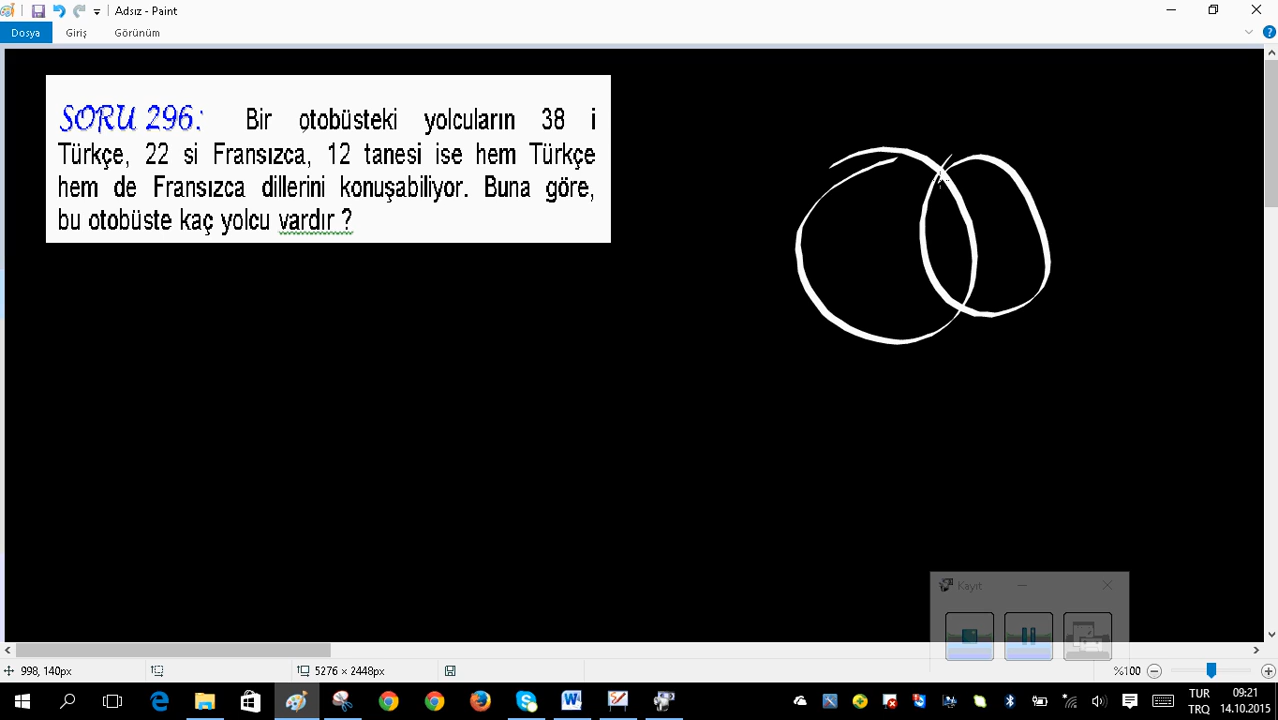 Adsız - Paint
Dosya Giriş Görünüm
SORU 296: Bir otobüsteki yolcuların 38 i
Türkçe, 22 si Fransızca, 12 tanesi ise hem Türkçe
hem de Fransızca dillerini konuşabiliyor. Buna göre,
bu otobüste kaç yolcu vardır ?
Kayıt
998, 140px 5276 × 2448px %100
TUR 09:21
TRQ 14.10.2015